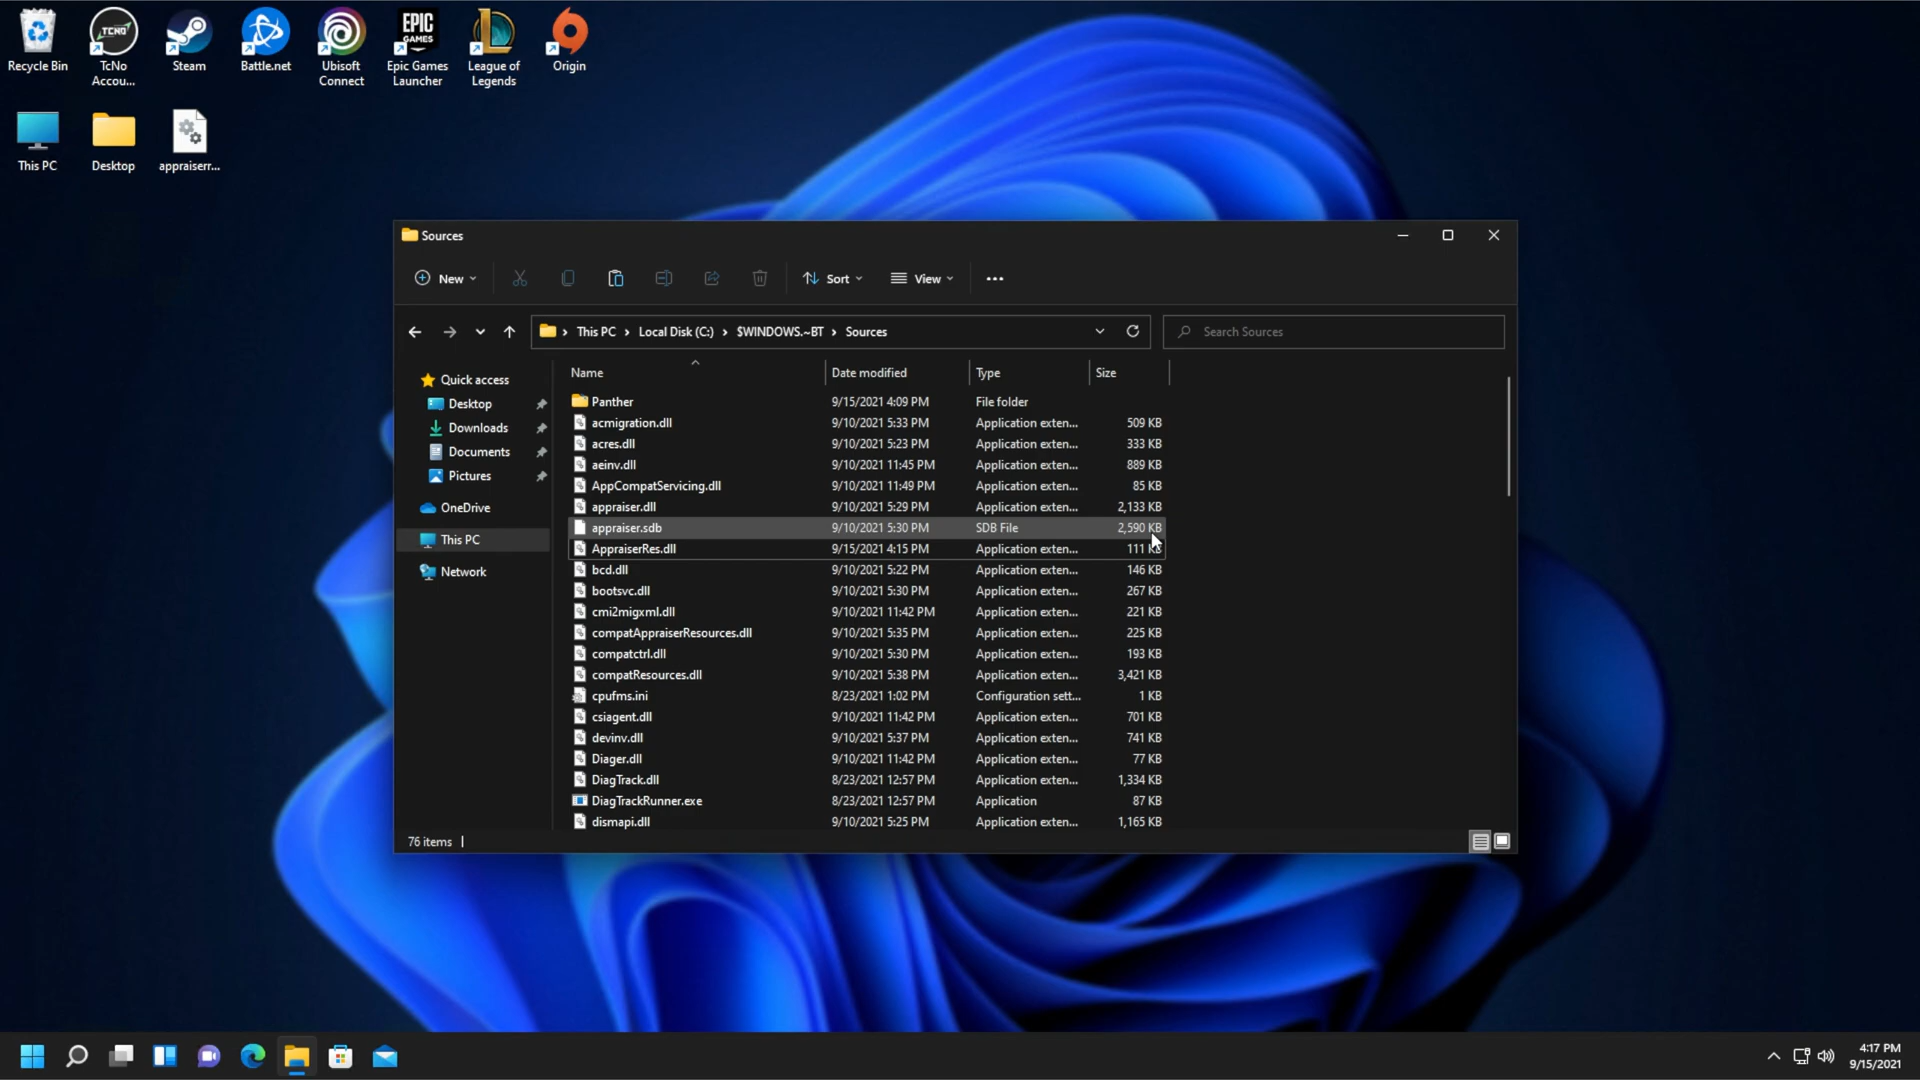 Recycle Bin
TcNo
Accou...
Steam
Battle.net
Ubisoft
Connect
EPIC
GAMES
Epic Games
Launcher
League of
Legends
Origin
TCNO
This PC
Desktop
appraiserr...
Sources
New
Sort
View
This PC
Local Disk (C:)
$WINDOWS.~BT
Sources
Search Sources
Quick access
Desktop
Downloads
Documents
Pictures
OneDrive
This PC
Network
Name Date modified Type Size
Panther 9/15/2021 4:09 PM File folder
acmigration.dll 9/10/2021 5:33 PM Application exten... 509 KB
acres.dll 9/10/2021 5:23 PM Application exten... 333 KB
aeinv.dll 9/10/2021 11:45 PM Application exten... 889 KB
AppCompatServicing.dll 9/10/2021 11:49 PM Application exten... 85 KB
appraiser.dll 9/10/2021 5:29 PM Application exten... 2,133 KB
appraiser.sdb 9/10/2021 5:30 PM SDB File 2,590 KB
AppraiserRes.dll 9/15/2021 4:15 PM Application exten... 111 KB
bcd.dll 9/10/2021 5:22 PM Application exten... 146 KB
bootsvc.dll 9/10/2021 5:30 PM Application exten... 267 KB
cmi2migxml.dll 9/10/2021 11:42 PM Application exten... 221 KB
compatAppraiserResources.dll 9/10/2021 5:35 PM Application exten... 225 KB
compatctrl.dll 9/10/2021 5:30 PM Application exten... 193 KB
compatResources.dll 9/10/2021 5:38 PM Application exten... 3,421 KB
cpufms.ini 8/23/2021 1:02 PM Configuration sett... 1 KB
csiagent.dll 9/10/2021 11:42 PM Application exten... 701 KB
devinv.dll 9/10/2021 5:37 PM Application exten... 741 KB
Diager.dll 9/10/2021 11:42 PM Application exten... 77 KB
DiagTrack.dll 8/23/2021 12:57 PM Application exten... 1,334 KB
DiagTrackRunner.exe 8/23/2021 12:57 PM Application 87 KB
dismapi.dll 9/10/2021 5:25 PM Application exten... 1,165 KB
76 items
4:17 PM
9/15/2021